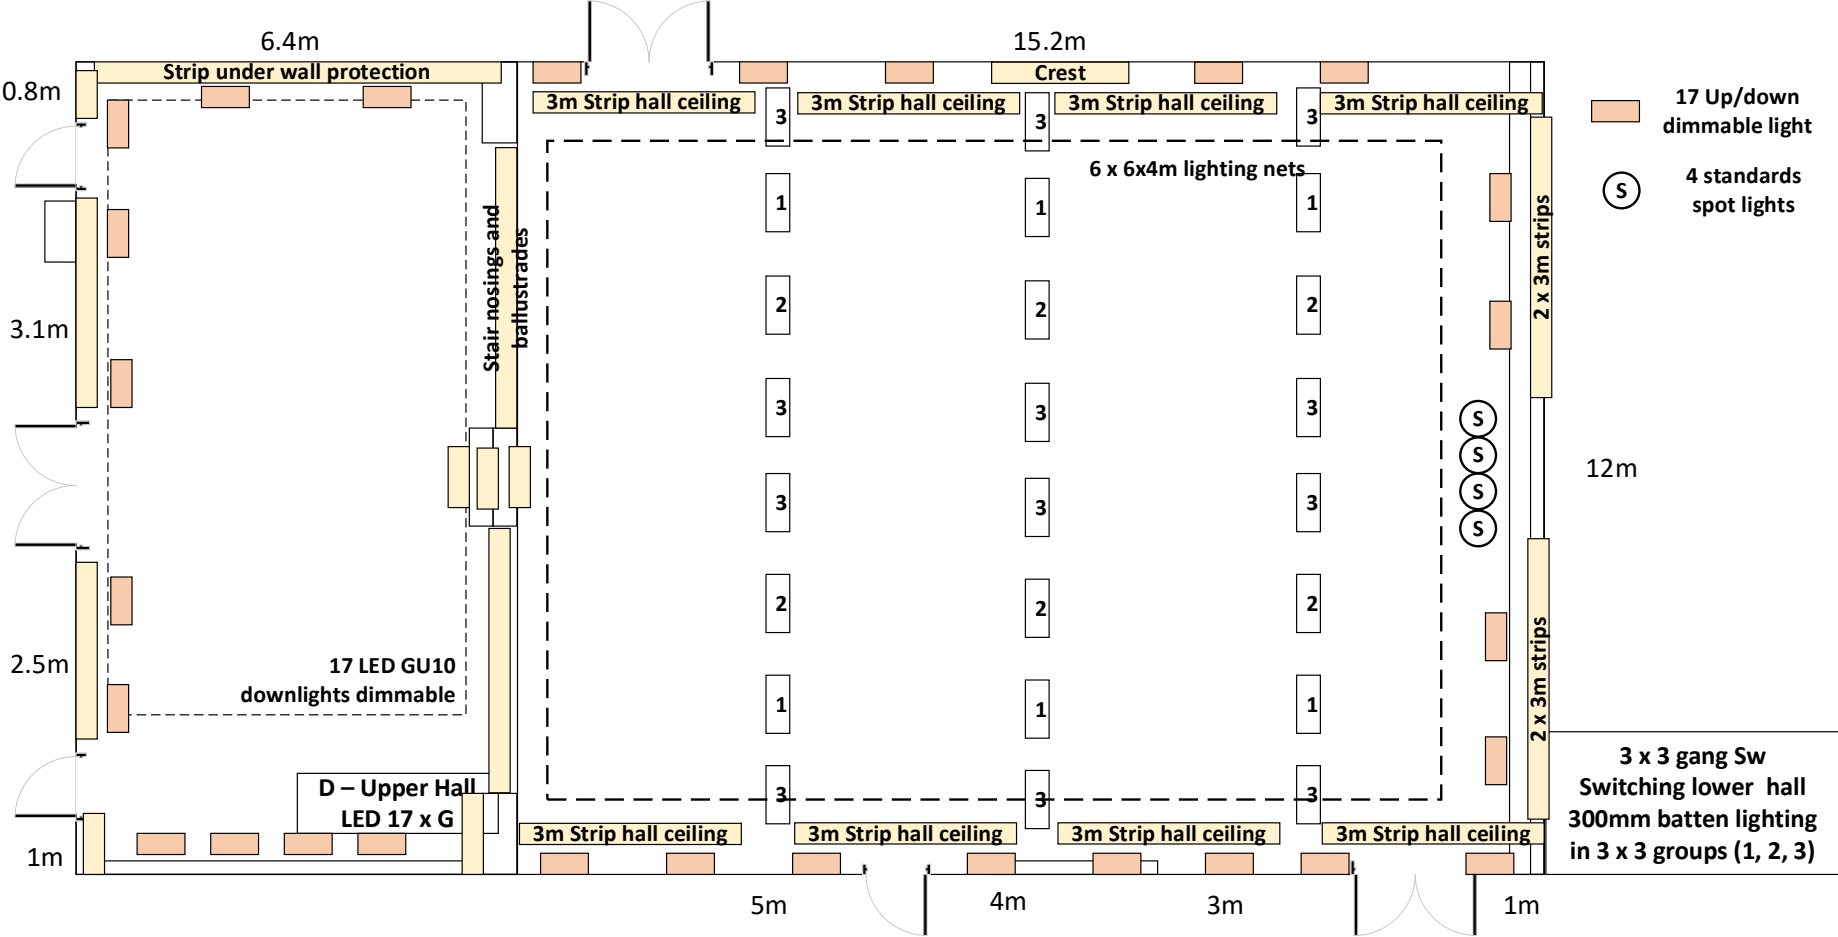 6.4m
15.2m
0.8m
Strip under wall protection
Crest
3m Strip hall ceiling
3m Strip hall ceiling
3m Strip hall ceiling
3m Strip hall ceiling
17 Up/down
dimmable light
3
3
3
6 x 6x4m lighting nets
S
4 standards
spot lights
1
1
1
Stair nosings and
ballustrades
2 x 3m strips
2
2
2
3.1m
3
3
3
S
S
S
S
12m
3
3
3
2
2
2
2.5m
17 LED GU10
downlights dimmable
2 x 3m strips
1
1
1
D – Upper Hall
LED 17 x G
3
3
3
3 x 3 gang Sw
Switching lower hall
300mm batten lighting
in 3 x 3 groups (1, 2, 3)
3m Strip hall ceiling
3m Strip hall ceiling
3m Strip hall ceiling
3m Strip hall ceiling
1m
5m
4m
3m
1m